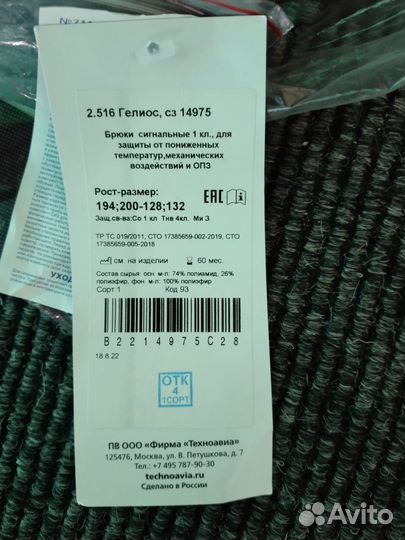 2.516 Гелиос, сз 14975
Брюки сигнальные 1 кл., для
защиты от пониженных
температур,механических
воздействий и ОПЗ
Рост-размер:
194;200-128;132
EAC
Защ.св-ва:Со 1 кл Тнв 4кл. Ми З
ТР ТС 019/2011, СТО 17385659-002-2019, СТО
17385659-005-2018
см. на изделии 60 мес.
Состав сырья: осн. м-л: 74% полиамид, 26%
полиэфир, фон. м-л: 100% полиэфир
Сорт:1 Код 93
B2214975C28
18.8.22
ОТК
4
1СОРТ
ПВ ООО «Фирма «Техноавиа»
125476, Москва, ул. В. Петушкова, д. 7
Тел.: +7 495 787-90-30
technoavia.ru
Сделано в России
УХОД
Avito